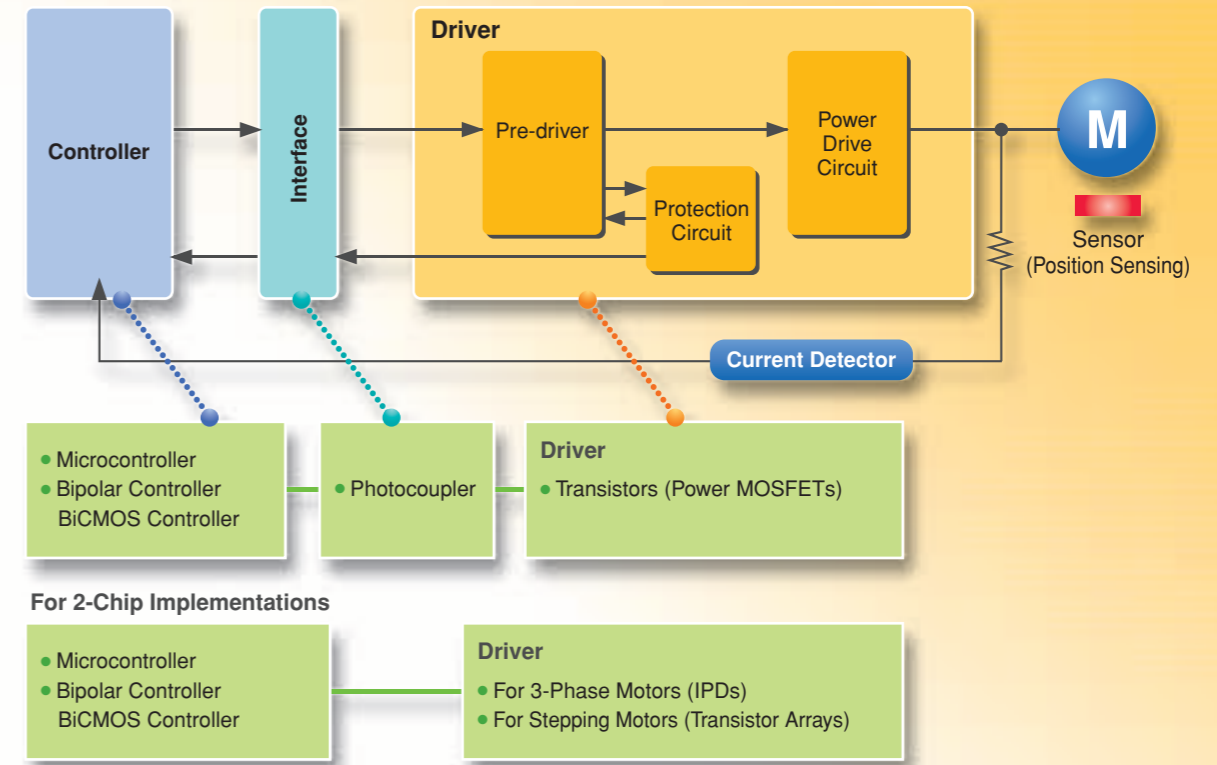 Driver
Controller
Interface
Pre-driver
Protection
Circuit
Power
Drive
Circuit
M
Sensor
(Position Sensing)
Current Detector
• Microcontroller
• Bipolar Controller
BiCMOS Controller
• Photocoupler
Driver
• Transistors (Power MOSFETs)
For 2-Chip Implementations
• Microcontroller
• Bipolar Controller
BiCMOS Controller
Driver
• For 3-Phase Motors (IPDs)
• For Stepping Motors (Transistor Arrays)